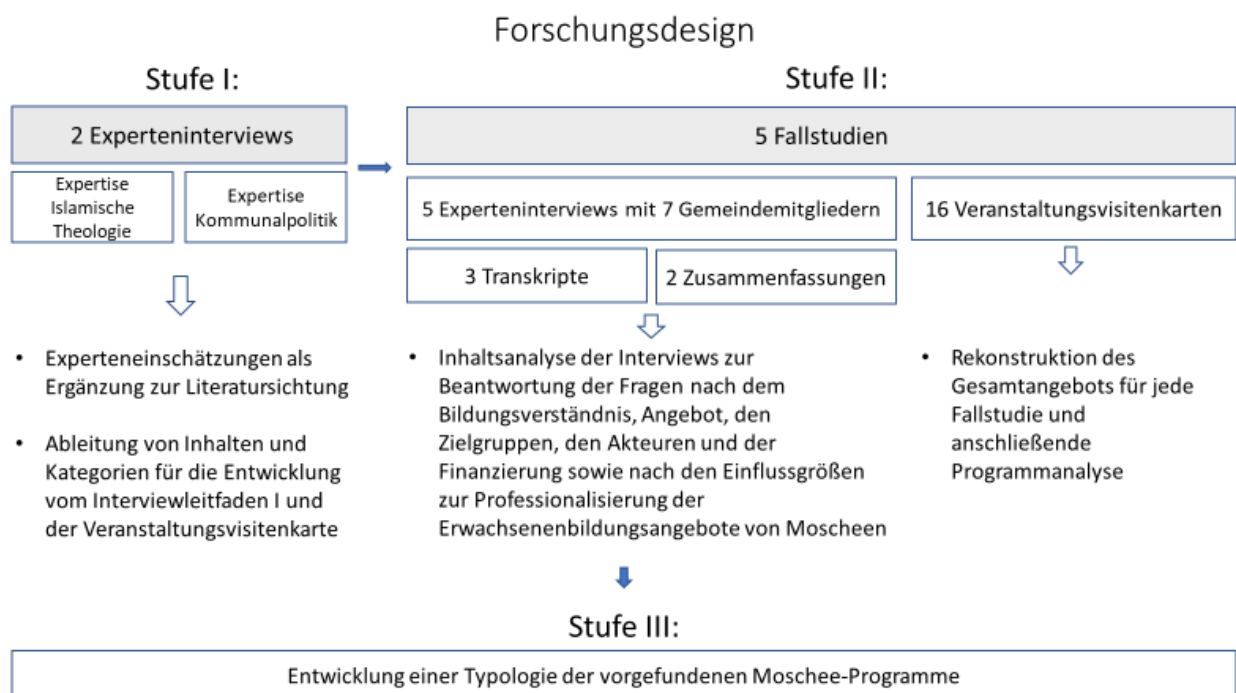 Forschungsdesign
Stufe I:
2 Experteninterviews
Expertise
Islamische
Theologie
Expertise
Kommunalpolitik
• Experteneinschätzungen als
Ergänzung zur Literatursichtung
• Ableitung von Inhalten und
Kategorien für die Entwicklung
vom Interviewleitfaden I und
der Veranstaltungsvisitenkarte
Stufe II:
5 Fallstudien
5 Experteninterviews mit 7 Gemeindemitgliedern
3 Transkripte
2 Zusammenfassungen
• Inhaltsanalyse der Interviews zur
Beantwortung der Fragen nach dem
Bildungsverständnis, Angebot, den
Zielgruppen, den Akteuren und der
Finanzierung sowie nach den Einflussgrößen
zur Professionalisierung der
Erwachsenenbildungsangebote von Moscheen
16 Veranstaltungsvisitenkarten
• Rekonstruktion des
Gesamtangebots für jede
Fallstudie und
anschließende
Programmanalyse
Stufe III:
Entwicklung einer Typologie der vorgefundenen Moschee-Programme